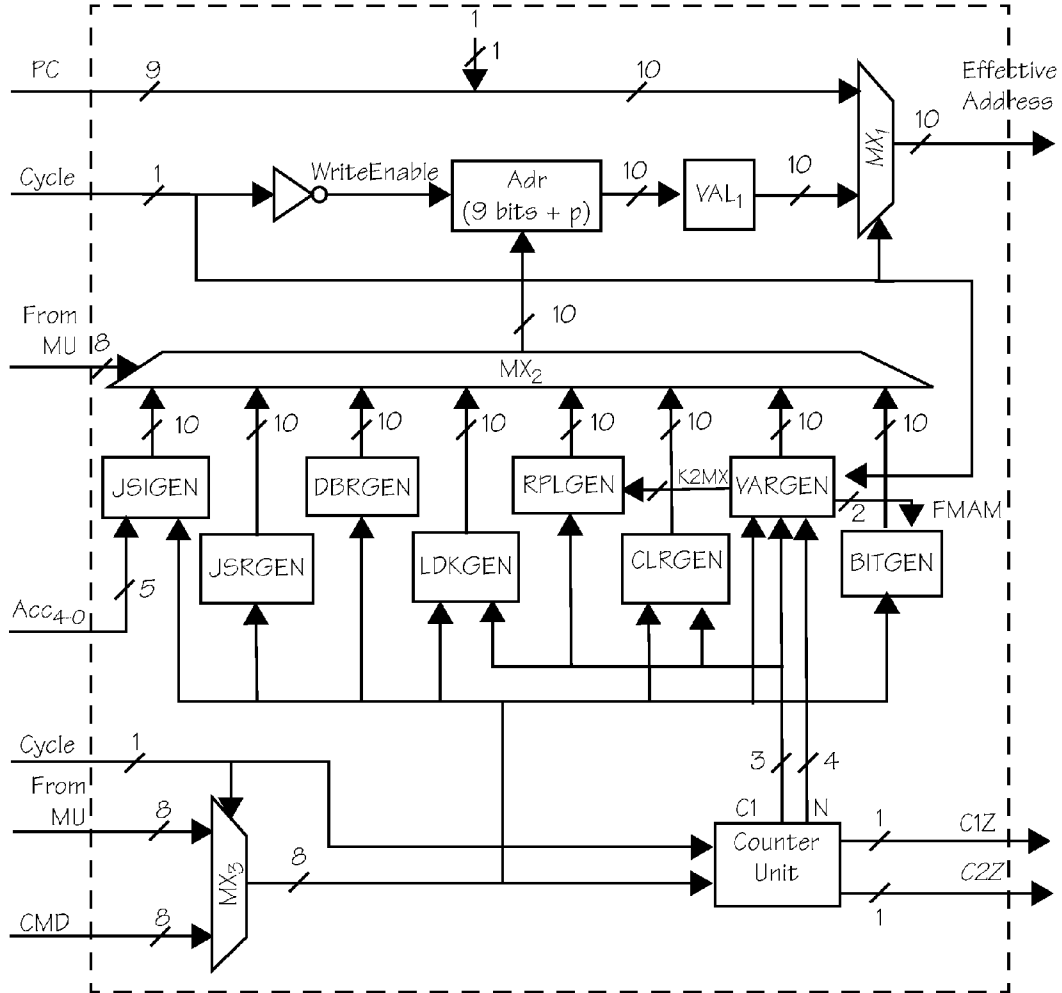 1
1
PC
9
10
Effective
Address
10
MX1
Cycle
1
WriteEnable
Adr
(9 bits + p)
10
VAL1
10
From
MU
8
10
MX2
10
10
10
10
10
10
10
10
JSIGEN
DBRGEN
RPLGEN
K2MX
VARGEN
2
FMAM
JSRGEN
LDKGEN
CLRGEN
BITGEN
5
Acc4-0
Cycle
1
3
4
From
MU
8
C1
N
Counter
Unit
1
C1Z
MX3
8
C2Z
1
CMD
8